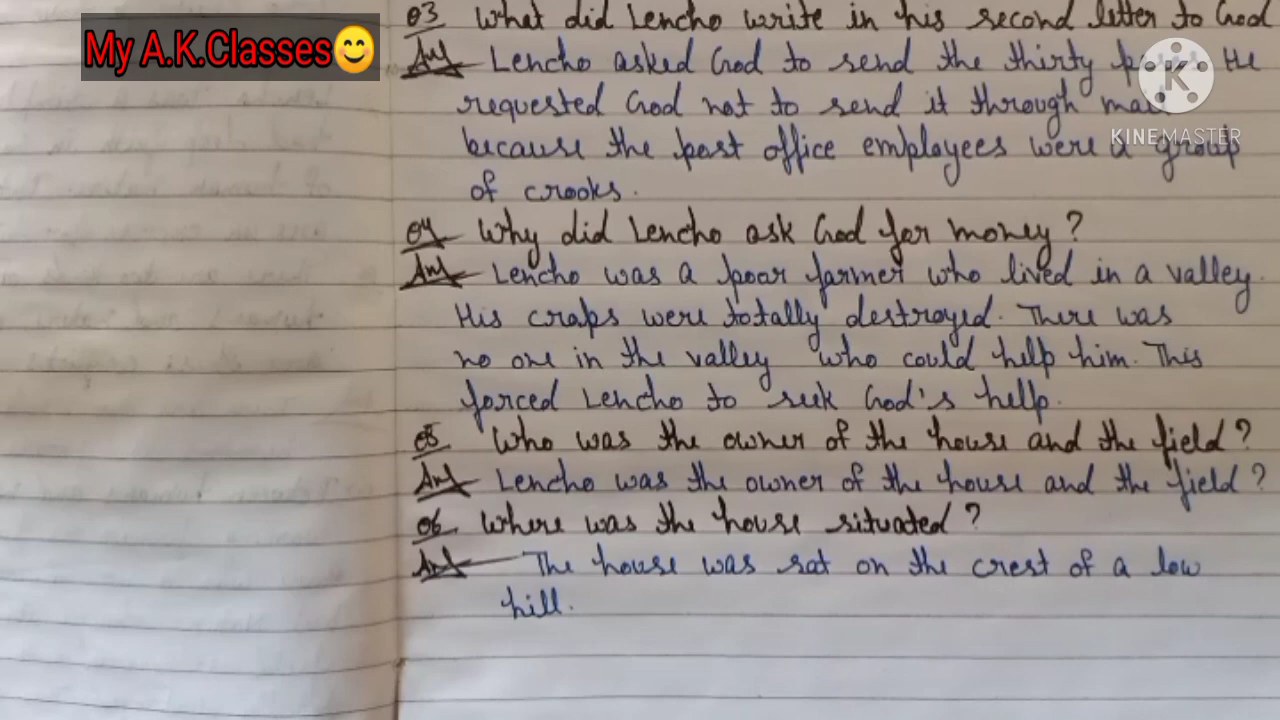 My A.K.Classes😊
Q3 What did Lencho write in his second letter to God
Ans Lencho asked God to send the thirty He
requested God not to send it through mail
because the post office employees were a group
of crooks.
KINEMASTER
Q4 Why did Lencho ask God for money?
Ans Lencho was a poor farmer who lived in a valley.
His crops were totally destroyed. There was
no one in the valley who could help him. This
forced Lencho to seek God's help.
Q5 Who was the owner of the house and the field?
Ans Lencho was the owner of the house and the field?
Q6 Where was the house situated?
Ans The house was sat on the crest of a low
hill.